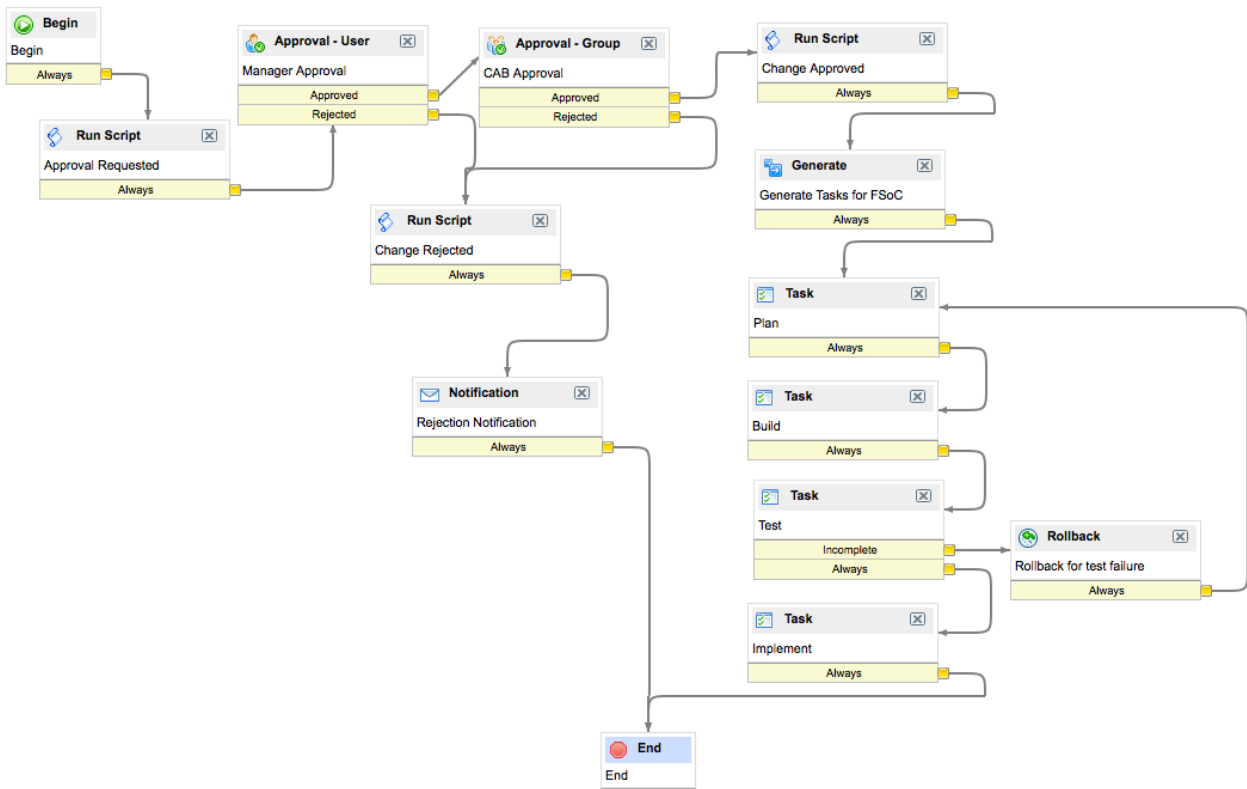 Begin
Begin
Always
Run Script
Approval Requested
Always
Approval - User
Manager Approval
Approved
Rejected
Approval - Group
CAB Approval
Approved
Rejected
Run Script
Change Approved
Always
Generate
Generate Tasks for FSoC
Always
Run Script
Change Rejected
Always
Notification
Rejection Notification
Always
Task
Plan
Always
Task
Build
Always
Task
Test
Incomplete
Always
Rollback
Rollback for test failure
Always
Task
Implement
Always
End
End